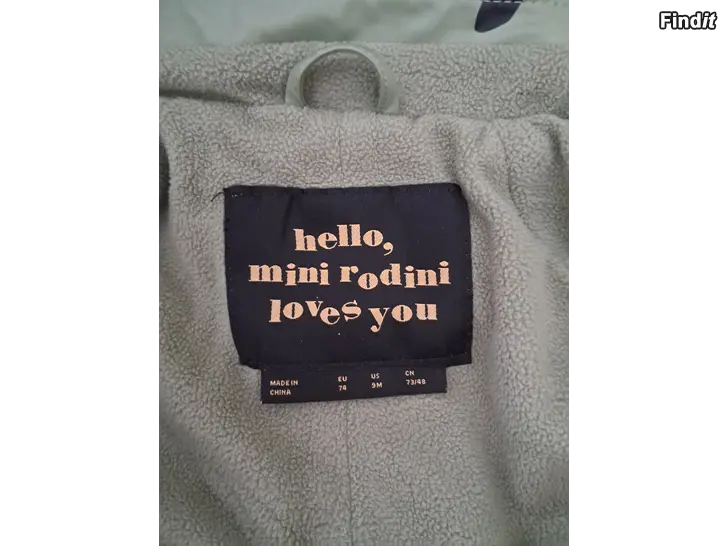 Findit
hello,
mini rodini
loves you
MADE IN CHINA
EU 74
US 9M
CN 73/48